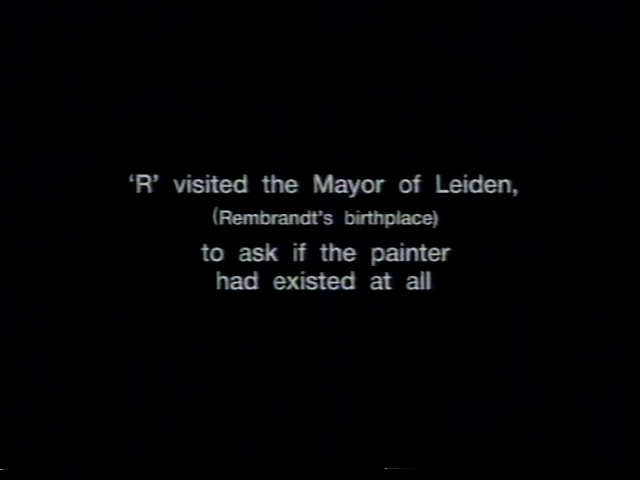 ‘R’ visited the Mayor of Leiden,
(Rembrandt’s birthplace)
to ask if the painter
had existed at all